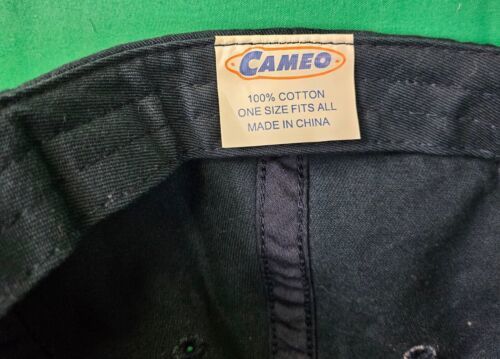 CAMEO
100% COTTON
ONE SIZE FITS ALL
MADE IN CHINA